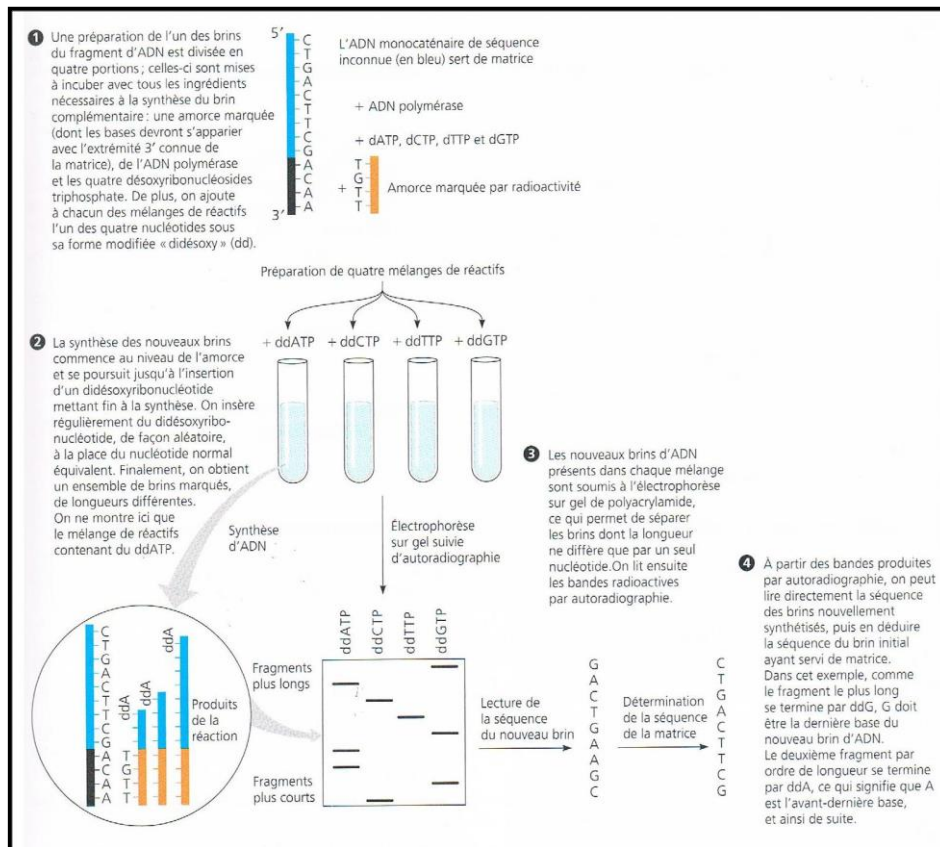 1 Une préparation de l'un des brins
du fragment d'ADN est divisée en
quatre portions ; celles-ci sont mises
à incuber avec tous les ingrédients
nécessaires à la synthèse du brin
complémentaire : une amorce marquée
(dont les bases devront s'apparier
avec l'extrémité 3' connue de
la matrice), de l'ADN polymérase
et les quatre désoxyribonucléosides
triphosphate. De plus, on ajoute
à chacun des mélanges de réactifs
l'un des quatre nucléotides sous
sa forme modifiée « didésoxy » (dd).
5'
C
T
G
A
C
T
T
C
G
A
C
A
A
3'
L'ADN monocaténaire de séquence
inconnue (en bleu) sert de matrice
+ ADN polymérase
+ dATP, dCTP, dTTP et dGTP
+
T
G
T
T
Amorce marquée par radioactivité
Préparation de quatre mélanges de réactifs
+ ddATP + ddCTP + ddTTP + ddGTP
2 La synthèse des nouveaux brins
commence au niveau de l'amorce
et se poursuit jusqu'à l'insertion
d'un didésoxyribonucléotide
mettant fin à la synthèse. On insère
régulièrement du didésoxyribo-
nucléotide, de façon aléatoire,
à la place du nucléotide normal
équivalent. Finalement, on obtient
un ensemble de brins marqués,
de longueurs différentes.
On ne montre ici que
le mélange de réactifs
contenant du ddATP.
Synthèse
d'ADN
Électrophorèse
sur gel suivie
d'autoradiographie
3 Les nouveaux brins d'ADN
présents dans chaque mélange
sont soumis à l'électrophorèse
sur gel de polyacrylamide,
ce qui permet de séparer
les brins dont la longueur
ne diffère que par un seul
nucléotide.On lit ensuite
les bandes radioactives
par autoradiographie.
C
T
G
A
C
T
T
C
G
A
C
A
A
T
G
T
T
ddA
ddA
ddA
Produits
de la
réaction
ddATP
ddCTP
ddTTP
ddGTP
Fragments
plus longs
Fragments
plus courts
Lecture de
la séquence
du nouveau brin
G
A
C
T
G
A
A
G
C
Détermination
de la séquence
de la matrice
C
T
G
A
C
T
T
C
G
4 À partir des bandes produites
par autoradiographie, on peut
lire directement la séquence
des brins nouvellement
synthétisés, puis en déduire
la séquence du brin initial
ayant servi de matrice.
Dans cet exemple, comme
le fragment le plus long
se termine par ddG, G doit
être la dernière base du
nouveau brin d'ADN.
Le deuxième fragment par
ordre de longueur se termine
par ddA, ce qui signifie que A
est l'avant-dernière base,
et ainsi de suite.